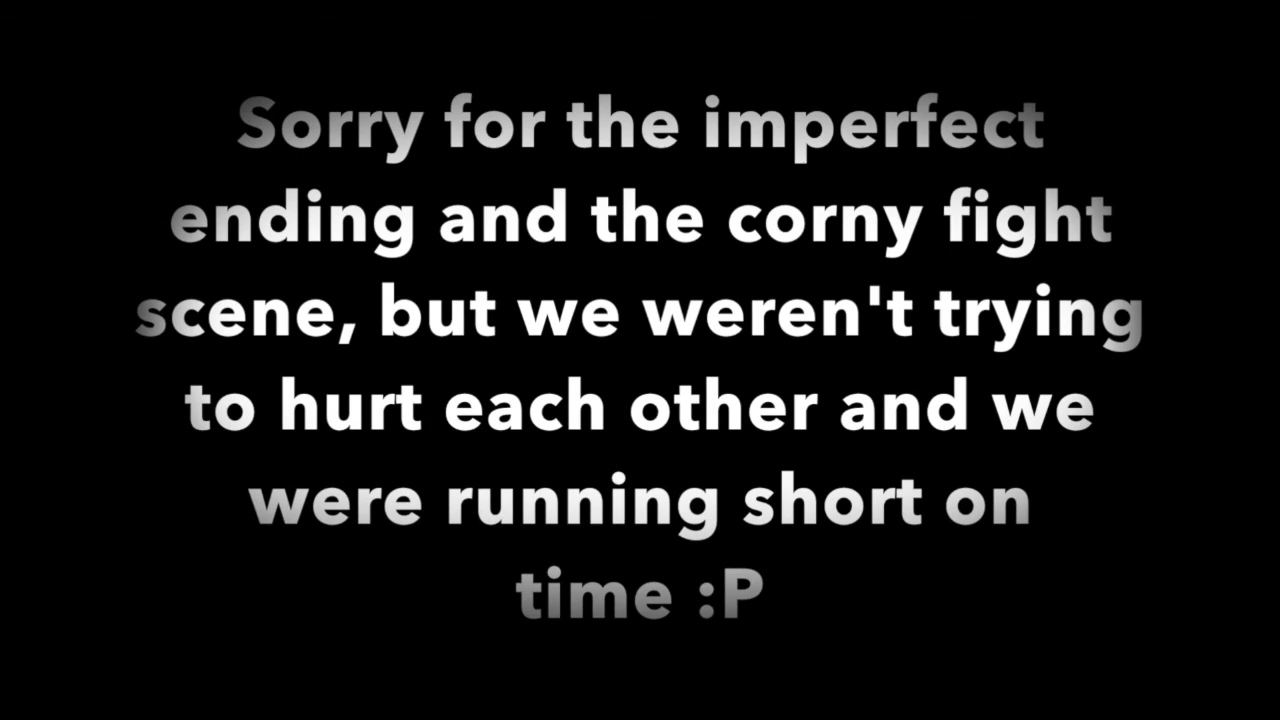 Sorry for the imperfect
ending and the corny fight
scene, but we weren't trying
to hurt each other and we
were running short on
time :P